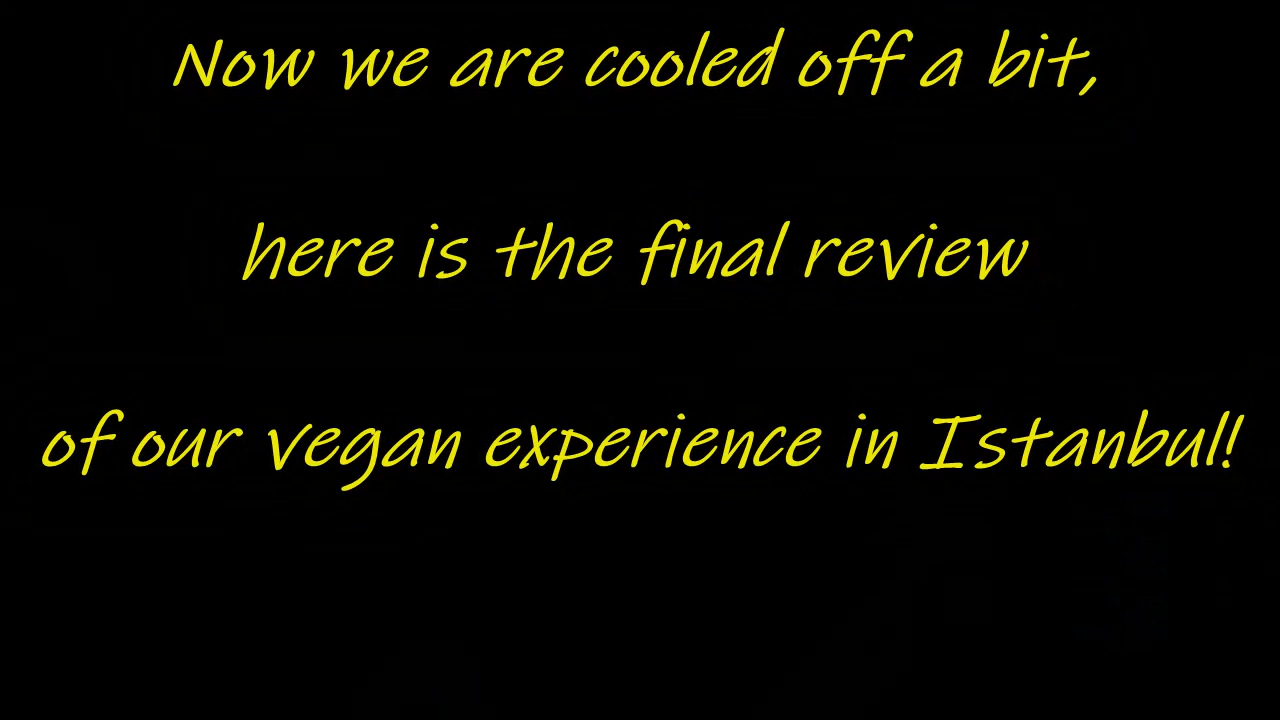 Now we are cooled off a bit,
here is the final review
of our vegan experience in Istanbul!